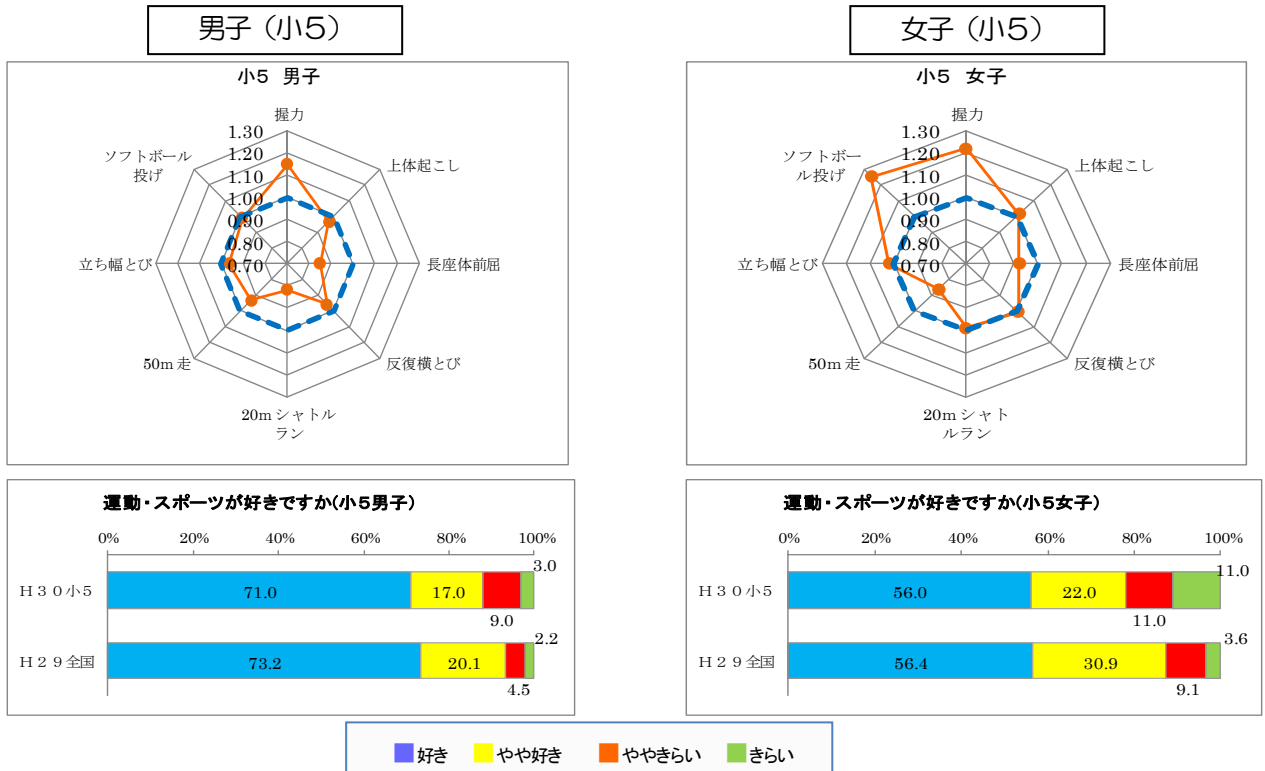 男子（小５）
小5 男子
握力
1.30
1.20
1.10
1.00
0.90
0.80
0.70
上体起こし
長座体前屈
反復横とび
20mシャトル
ラン
50m走
立ち幅とび
ソフトボール
投げ
女子（小５）
小5 女子
握力
1.30
1.20
1.10
1.00
0.90
0.80
0.70
上体起こし
長座体前屈
反復横とび
20mシャト
ルラン
50m走
立ち幅とび
ソフトボー
ル投げ
運動・スポーツが好きですか(小5男子)
0% 20% 40% 60% 80% 100%
Ｈ３０小5 71.0 17.0 9.0 3.0
Ｈ２９全国 73.2 20.1 4.5 2.2
運動・スポーツが好きですか(小5女子)
0% 20% 40% 60% 80% 100%
Ｈ３０小5 56.0 22.0 11.0 11.0
Ｈ２９全国 56.4 30.9 9.1 3.6
好き やや好き ややきらい きらい